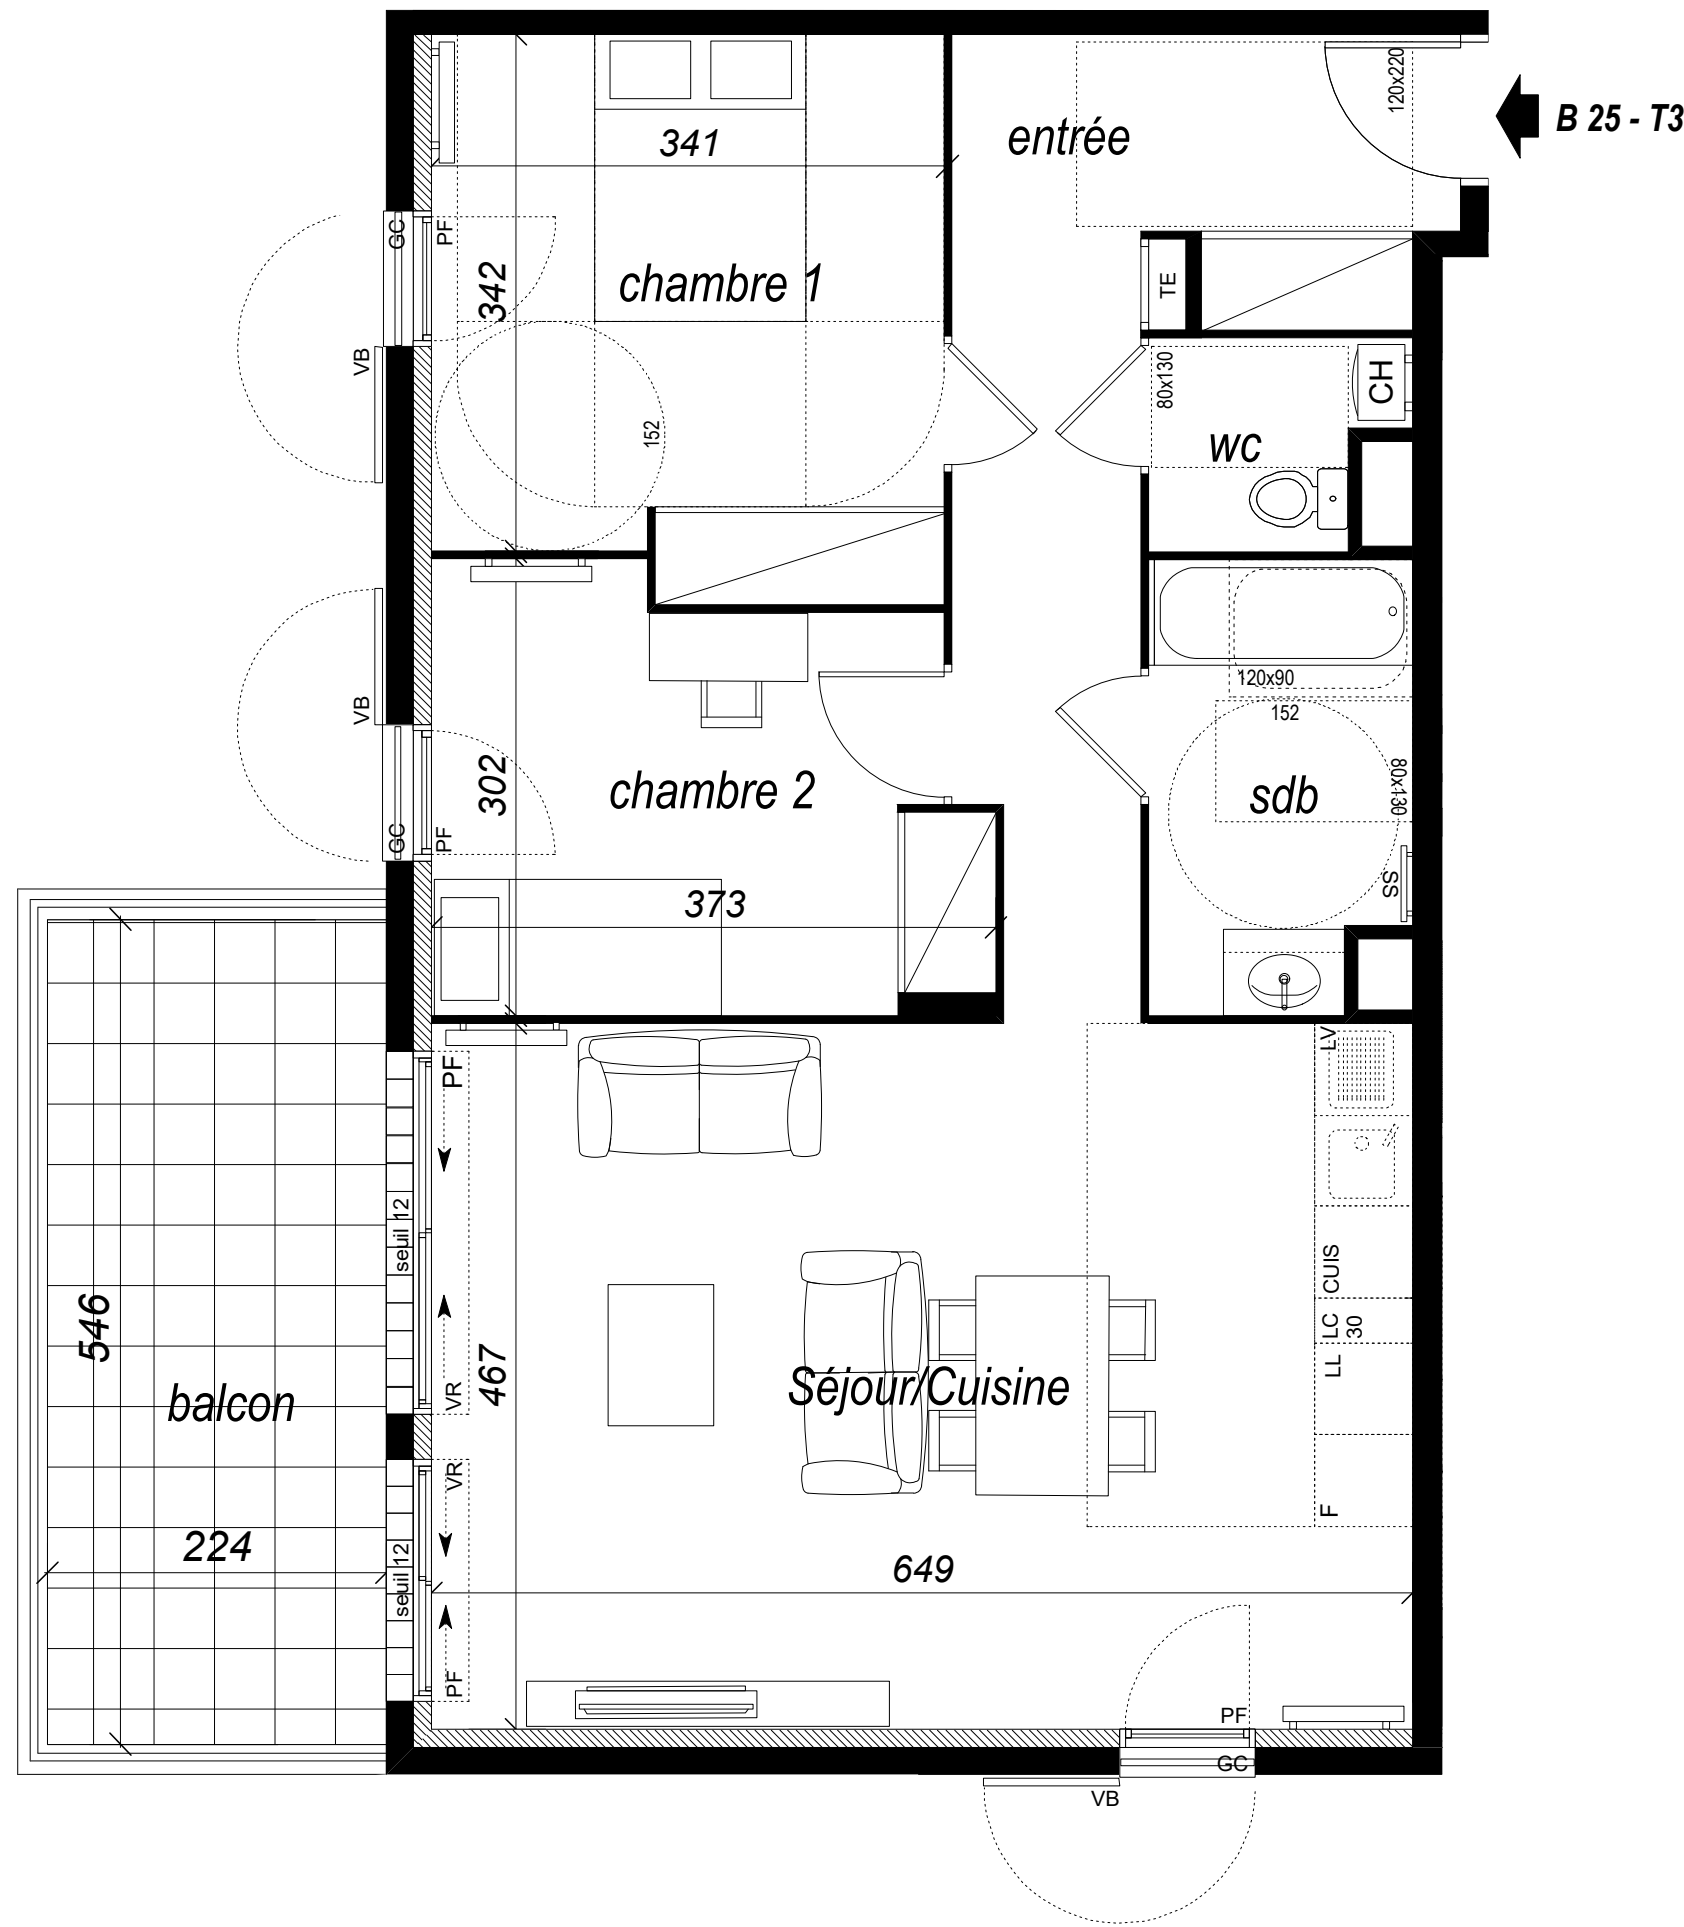 B 25 - T3
120x220
entrée
341
GC
PF
342
chambre 1
TE
VB
152
80x130
CH
wc
VB
120x90
152
302
chambre 2
sdb
80x130
GC
PF
SS
373
PF
LV
seuil 12
CUIS
LC
30
LL
546
467
Séjour/Cuisine
VR
balcon
VR
F
224
seuil 12
649
PF
PF
GC
VB